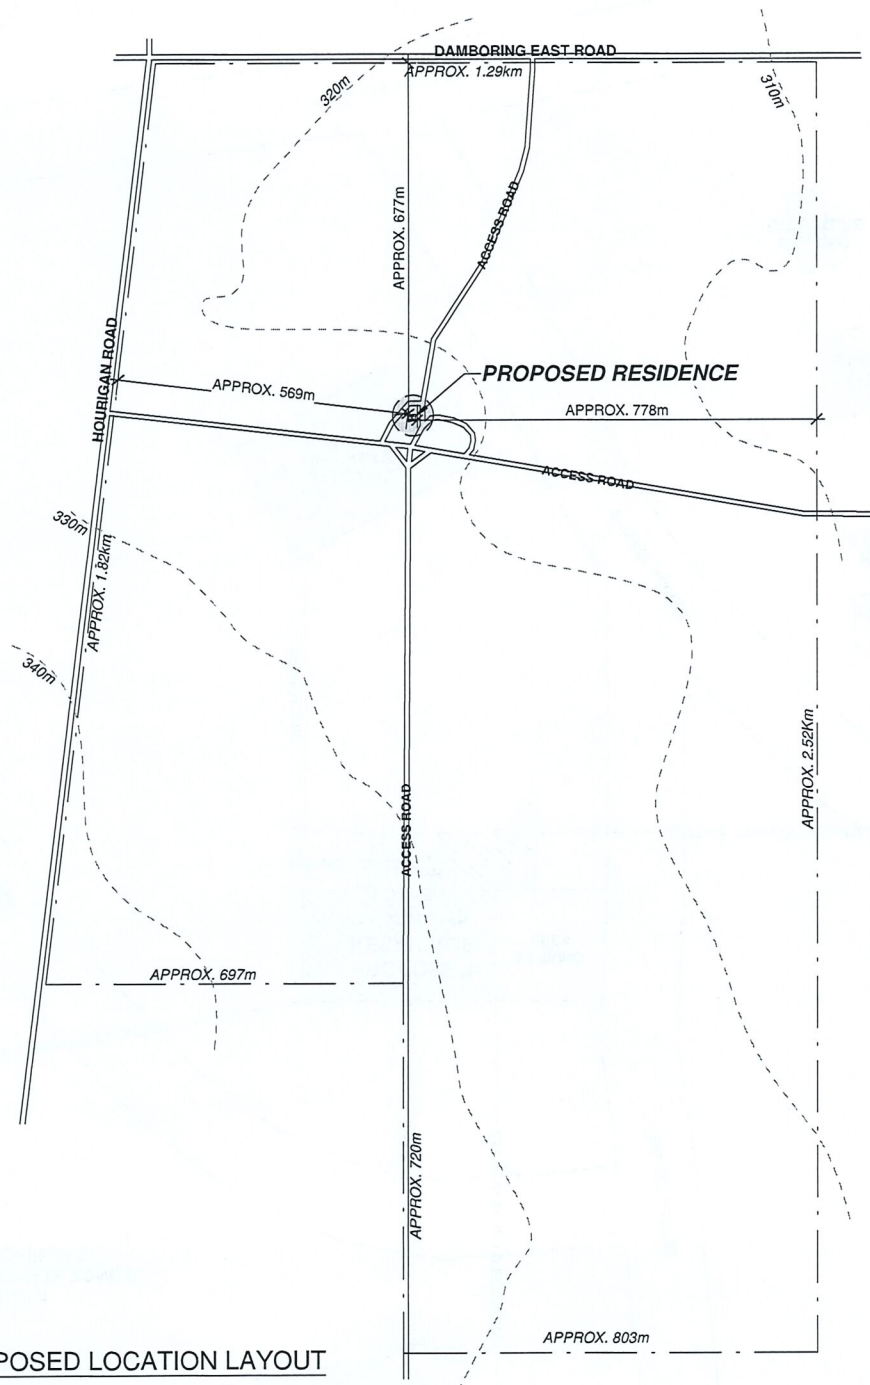 DAMBORING EAST ROAD
APPROX. 1.29km
320m
310m
APPROX. 677m
ACCESS ROAD
HOURIGAN ROAD
PROPOSED RESIDENCE
APPROX. 569m
APPROX. 778m
ACCESS ROAD
330m
APPROX. 1.82km
340m
APPROX. 2.52Km
ACCESS ROAD
APPROX. 697m
APPROX. 720m
APPROX. 803m
POSED LOCATION LAYOUT